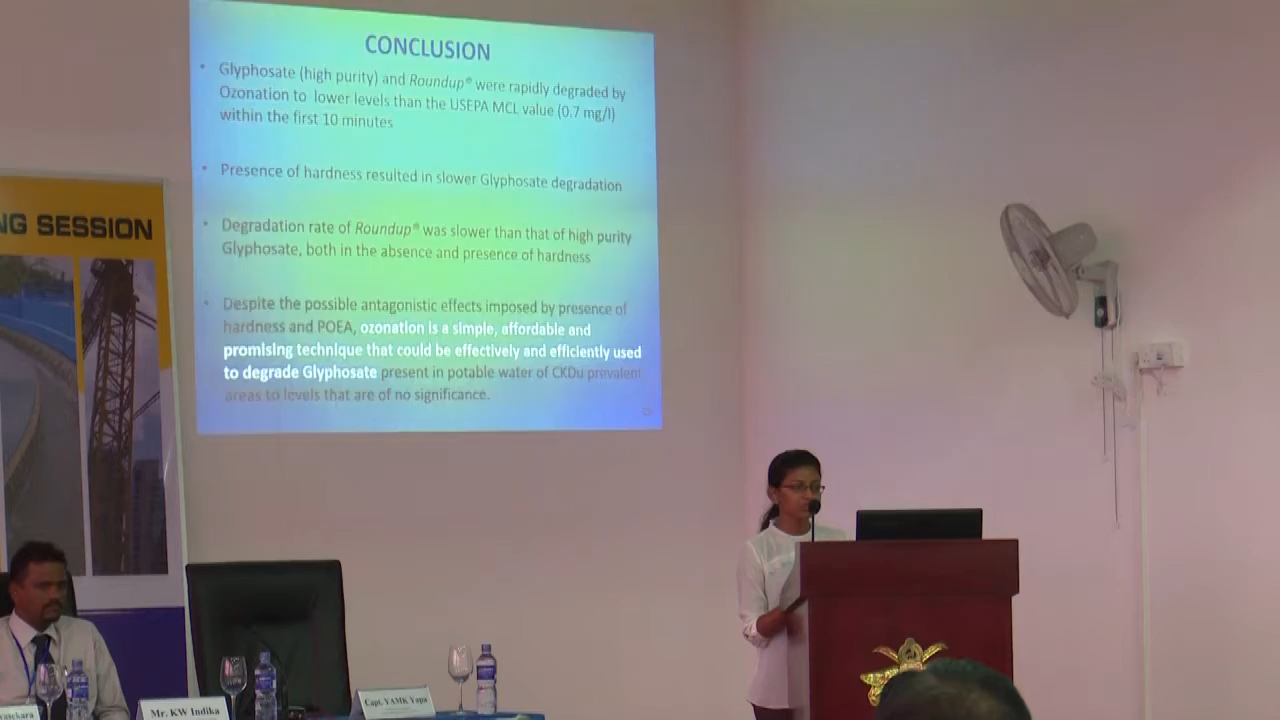 CONCLUSION
• Glyphosate (high purity) and Roundup® were rapidly degraded by
Ozonation to lower levels than the USEPA MCL value (0.7 mg/l)
within the first 10 minutes
• Presence of hardness resulted in slower Glyphosate degradation
• Degradation rate of Roundup® was slower than that of high purity
Glyphosate, both in the absence and presence of hardness
• Despite the possible antagonistic effects imposed by presence of
hardness and POEA, ozonation is a simple, affordable and
promising technique that could be effectively and efficiently used
to degrade Glyphosate present in potable water of CKDu prevalent
areas to levels that are of no significance.
NG SESSION
Mr. KW Indika
Capt. YAMK Yapa